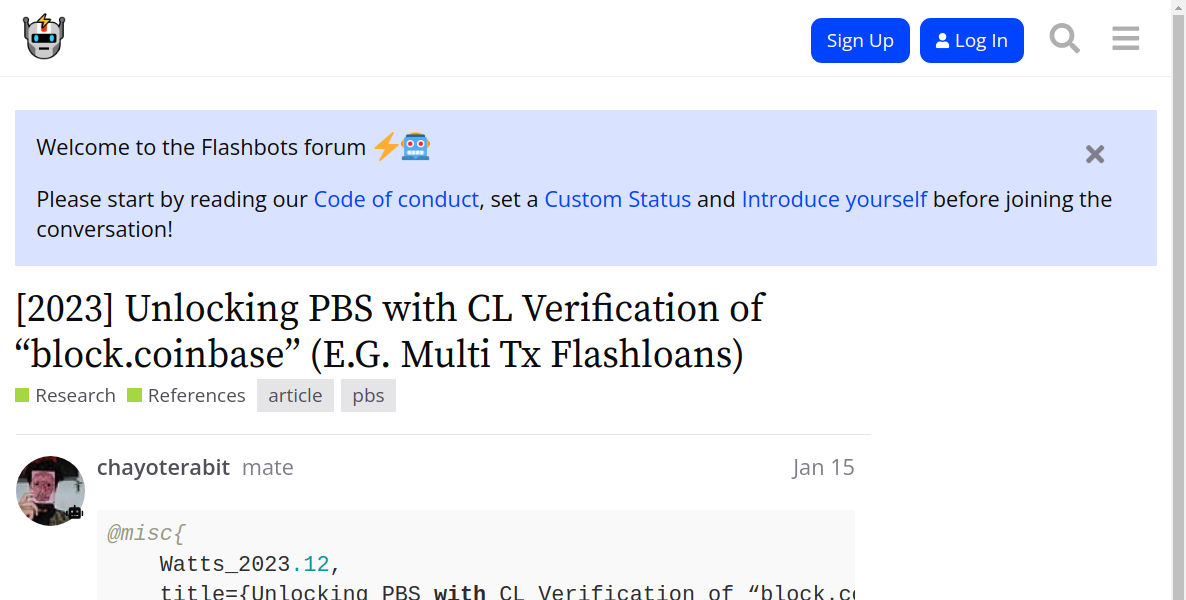 Sign Up
Log In
Welcome to the Flashbots forum
Please start by reading our Code of conduct, set a Custom Status and Introduce yourself before joining the
conversation!
[2023] Unlocking PBS with CL Verification of
“block.coinbase” (E.G. Multi Tx Flashloans)
Research References article pbs
chayoterabit mate Jan 15
@misc{
Watts_2023.12,
title={Unlocking PBS with CL Verification of “block.co